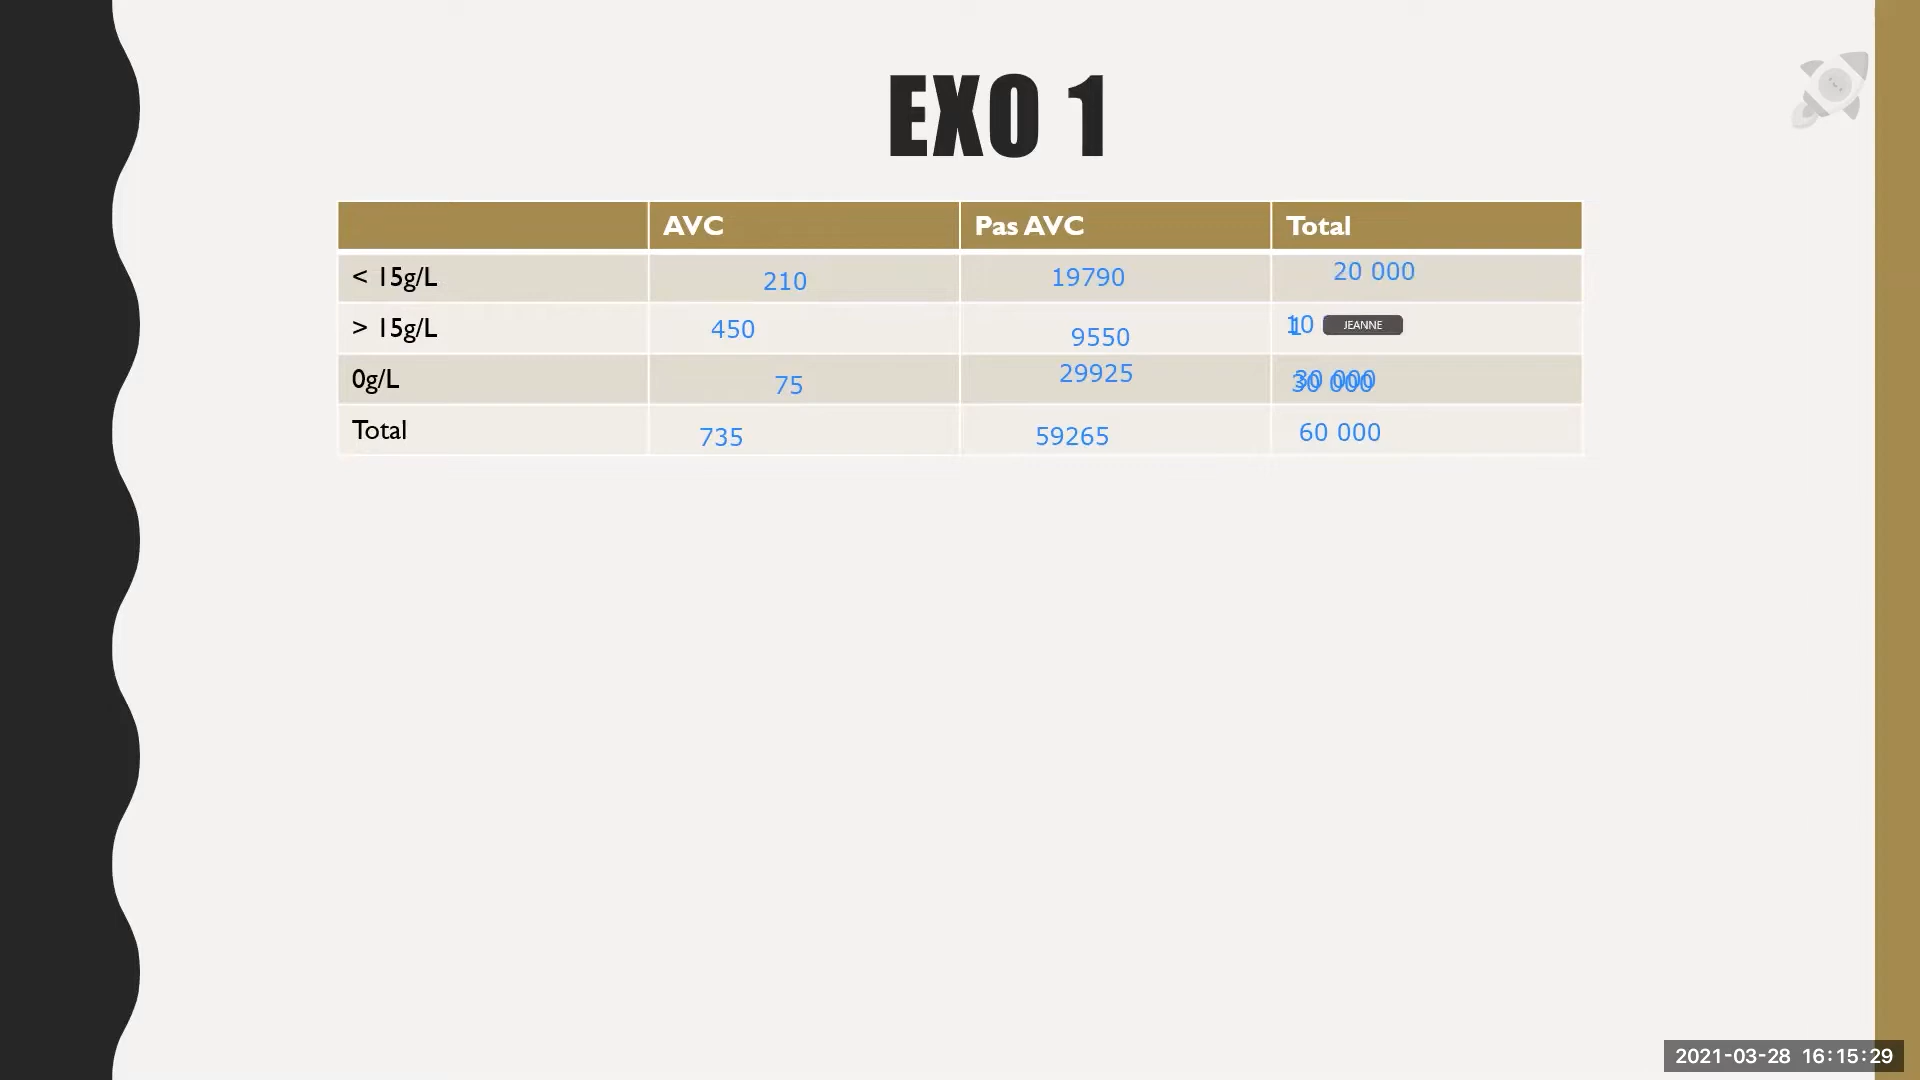 EXO 1
AVC Pas AVC Total
< 15g/L 210 19790 20 000
> 15g/L 450 9550 10 JEANNE
0g/L 75 29925 30 000
Total 735 59265 60 000
2021-03-28 16:15:29